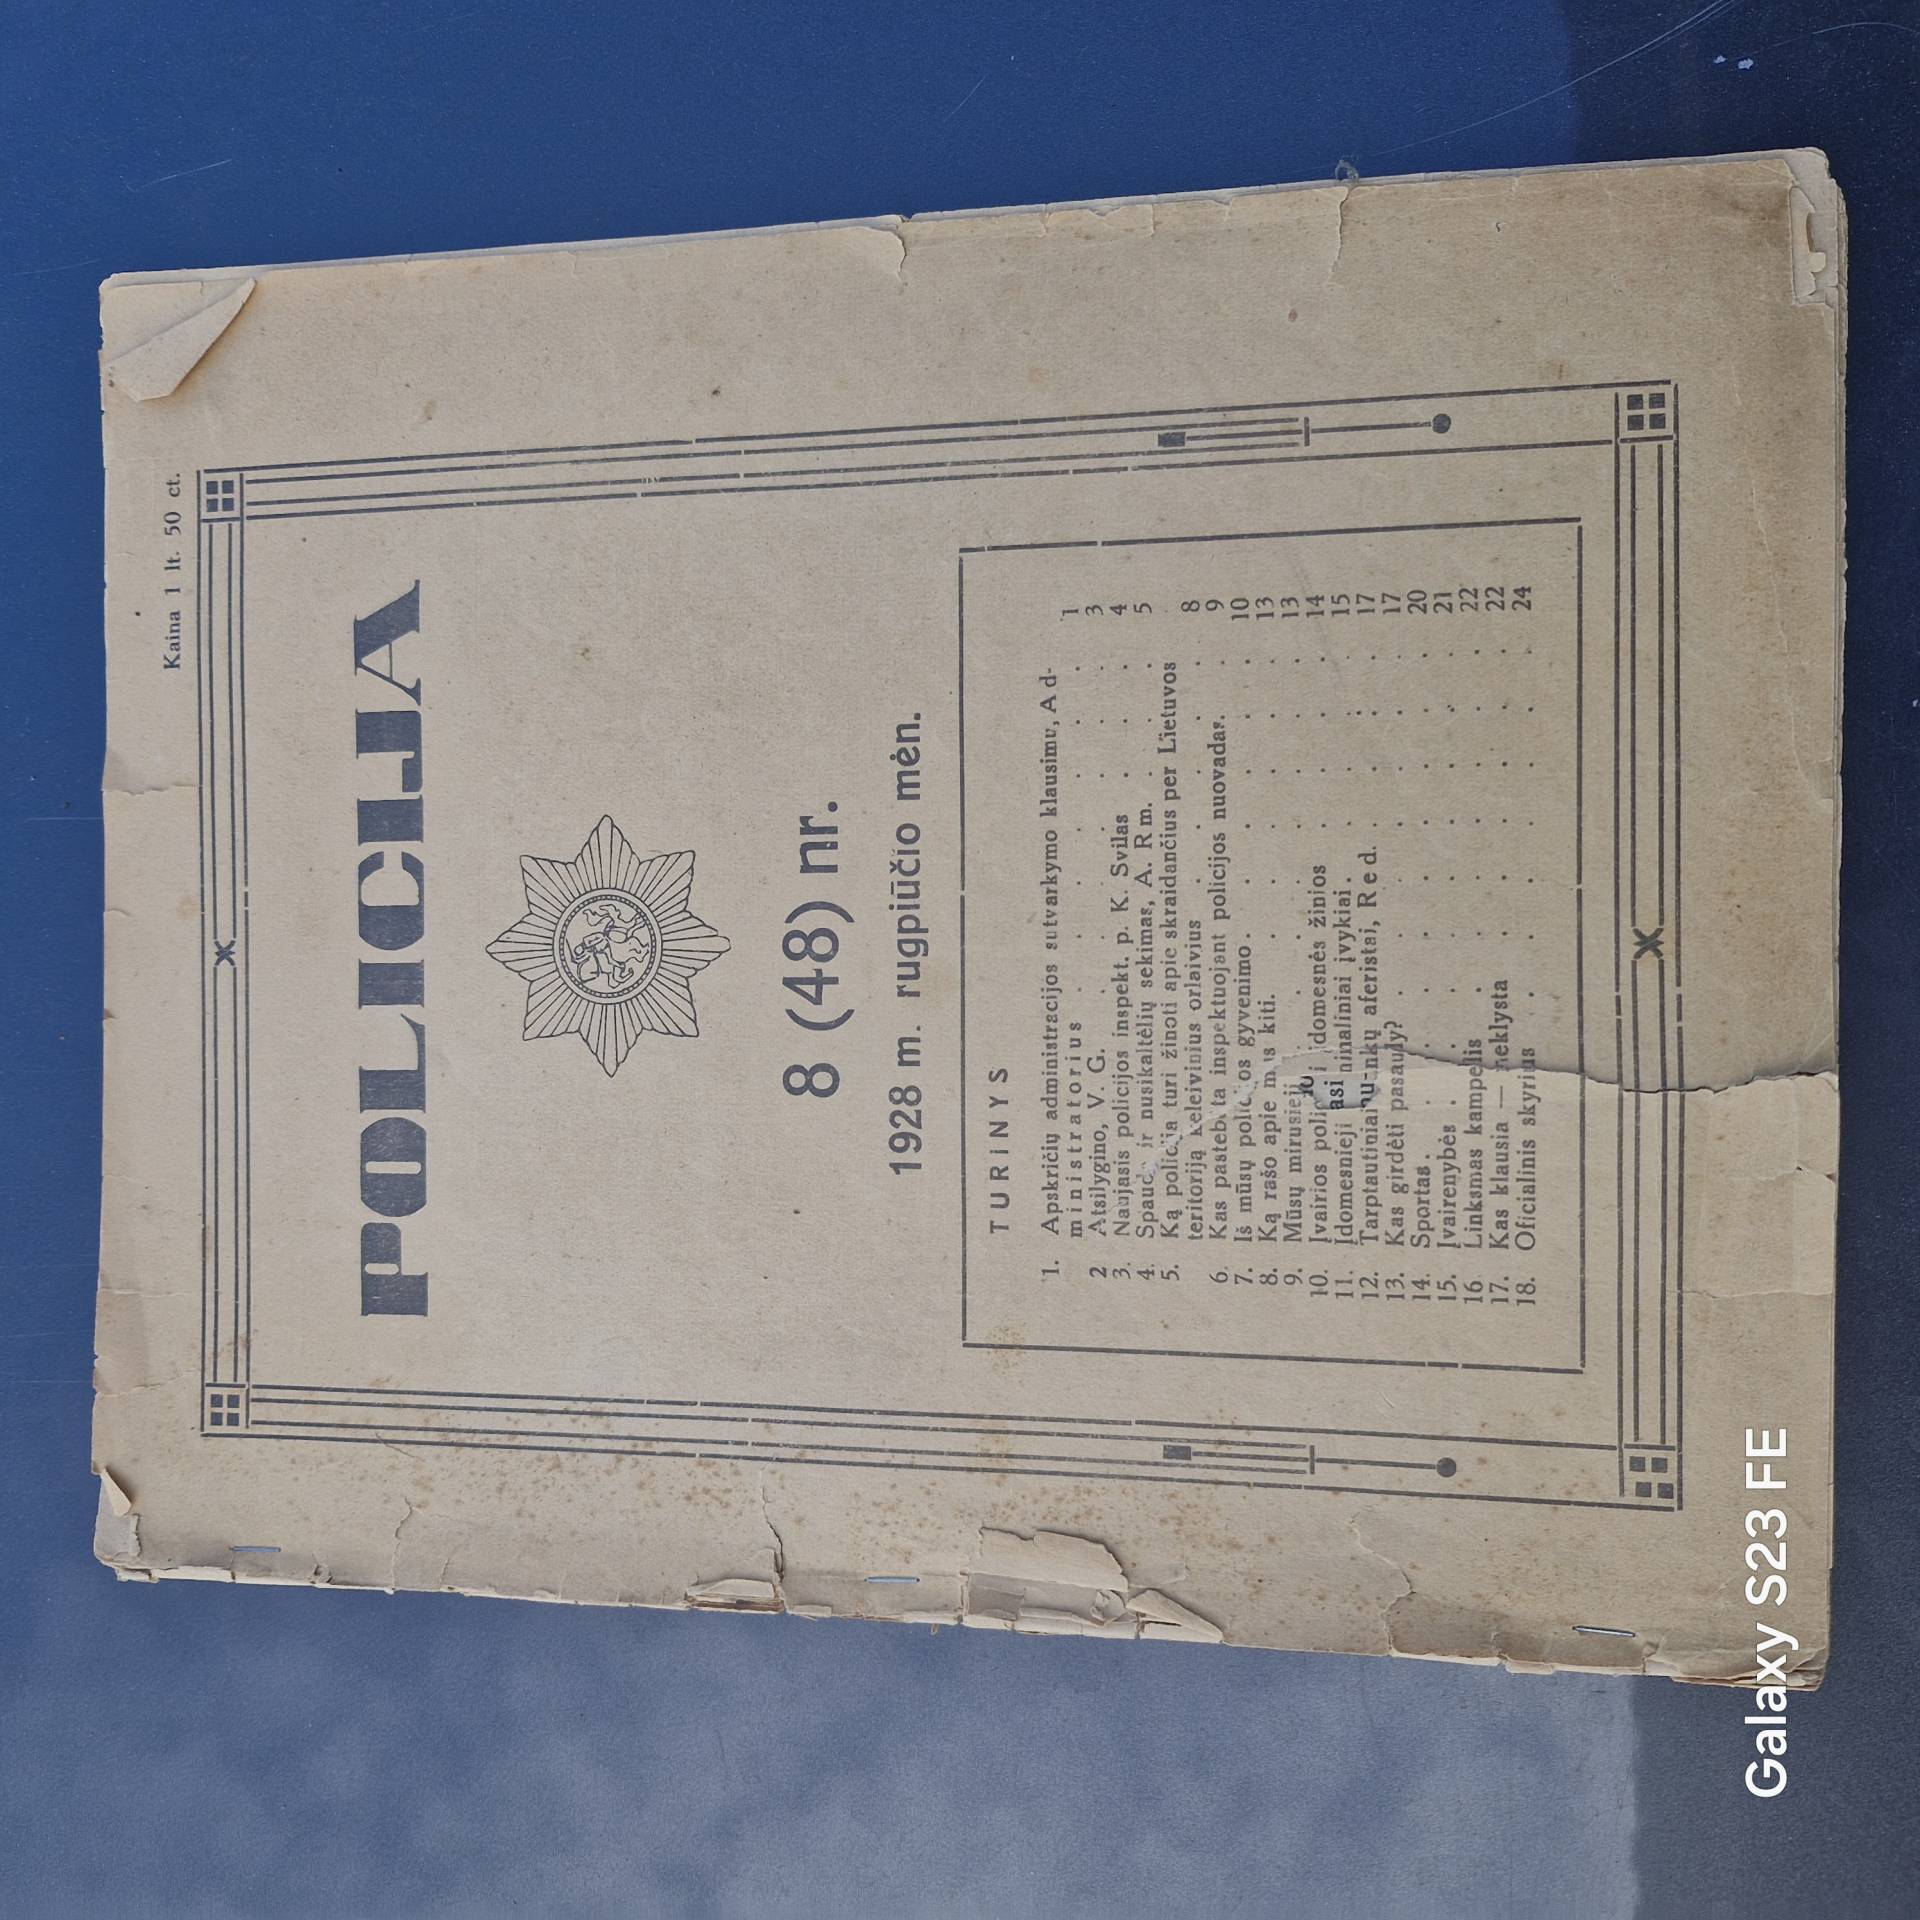 Kaina 1 lt. 50 ct.
POLICIJA
8 (48) nr.
1928 m. rugpiūčio mėn.
TURINYS
1. Apskričių administracijos sutvarkymo klausimu, Ad-
ministratorius . . . . . . 1
2 Atsilygino, V. G. . . . . . . 3
3. Naujasis policijos inspekt. p. K. Svilas . . . 4
4. Spauda ir nusikaltėlių sekimas, A. Rm. . . . 5
5. Ką policija turi žinoti apie skraidančius per Lietuvos
teritoriją keleivinius orlaivius . . . . 8
6. Kas pastebėta inspektuojant policijos nuovadas. . 9
7. Iš mūsų policijos gyvenimo . . . . . . 10
8. Ką rašo apie mus kiti. . . . . . . 13
9. Mūsų mirusieji . . . . . . . 13
10. Įvairios įdomesnės žinios . . . . 14
11. Įdomesnieji įvykiai . . . . . 15
12. Tarptautiniai aferistai, Red. . . . 17
13. Kas girdėti pasauly? . . . . . . . 17
14. Sportas . . . . . . . . 20
15. Įvairenybės . . . . . . . . 21
16 Linksmas kampelis . . . . . . . 22
17. Kas klausia — neklysta . . . . . . 22
18. Oficialinis skyrius . . . . . . . 24
Galaxy S23 FE